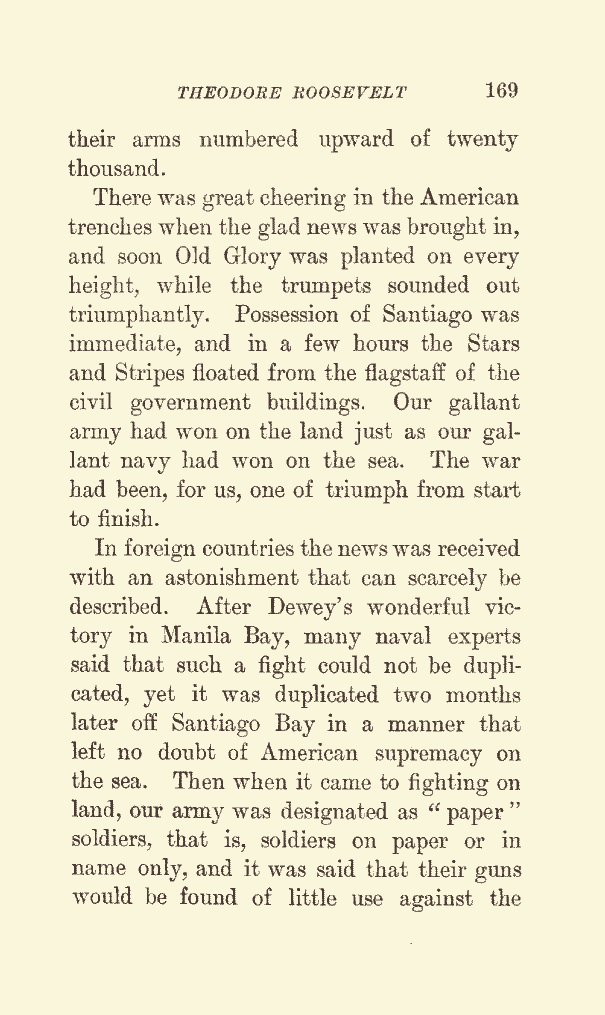 THEODORE ROOSEVELT 169
their arms numbered upward of twenty
thousand.
There was great cheering in the American
trenches when the glad news was brought in,
and soon Old Glory was planted on every
height, while the trumpets sounded out
triumphantly. Possession of Santiago was
immediate, and in a few hours the Stars
and Stripes floated from the flagstaff of the
civil government buildings. Our gallant
army had won on the land just as our gal-
lant navy had won on the sea. The war
had been, for us, one of triumph from start
to finish.
In foreign countries the news was received
with an astonishment that can scarcely be
described. After Dewey's wonderful vic-
tory in Manila Bay, many naval experts
said that such a fight could not be dupli-
cated, yet it was duplicated two months
later off Santiago Bay in a manner that
left no doubt of American supremacy on
the sea. Then when it came to fighting on
land, our army was designated as “ paper ”
soldiers, that is, soldiers on paper or in
name only, and it was said that their guns
would be found of little use against the